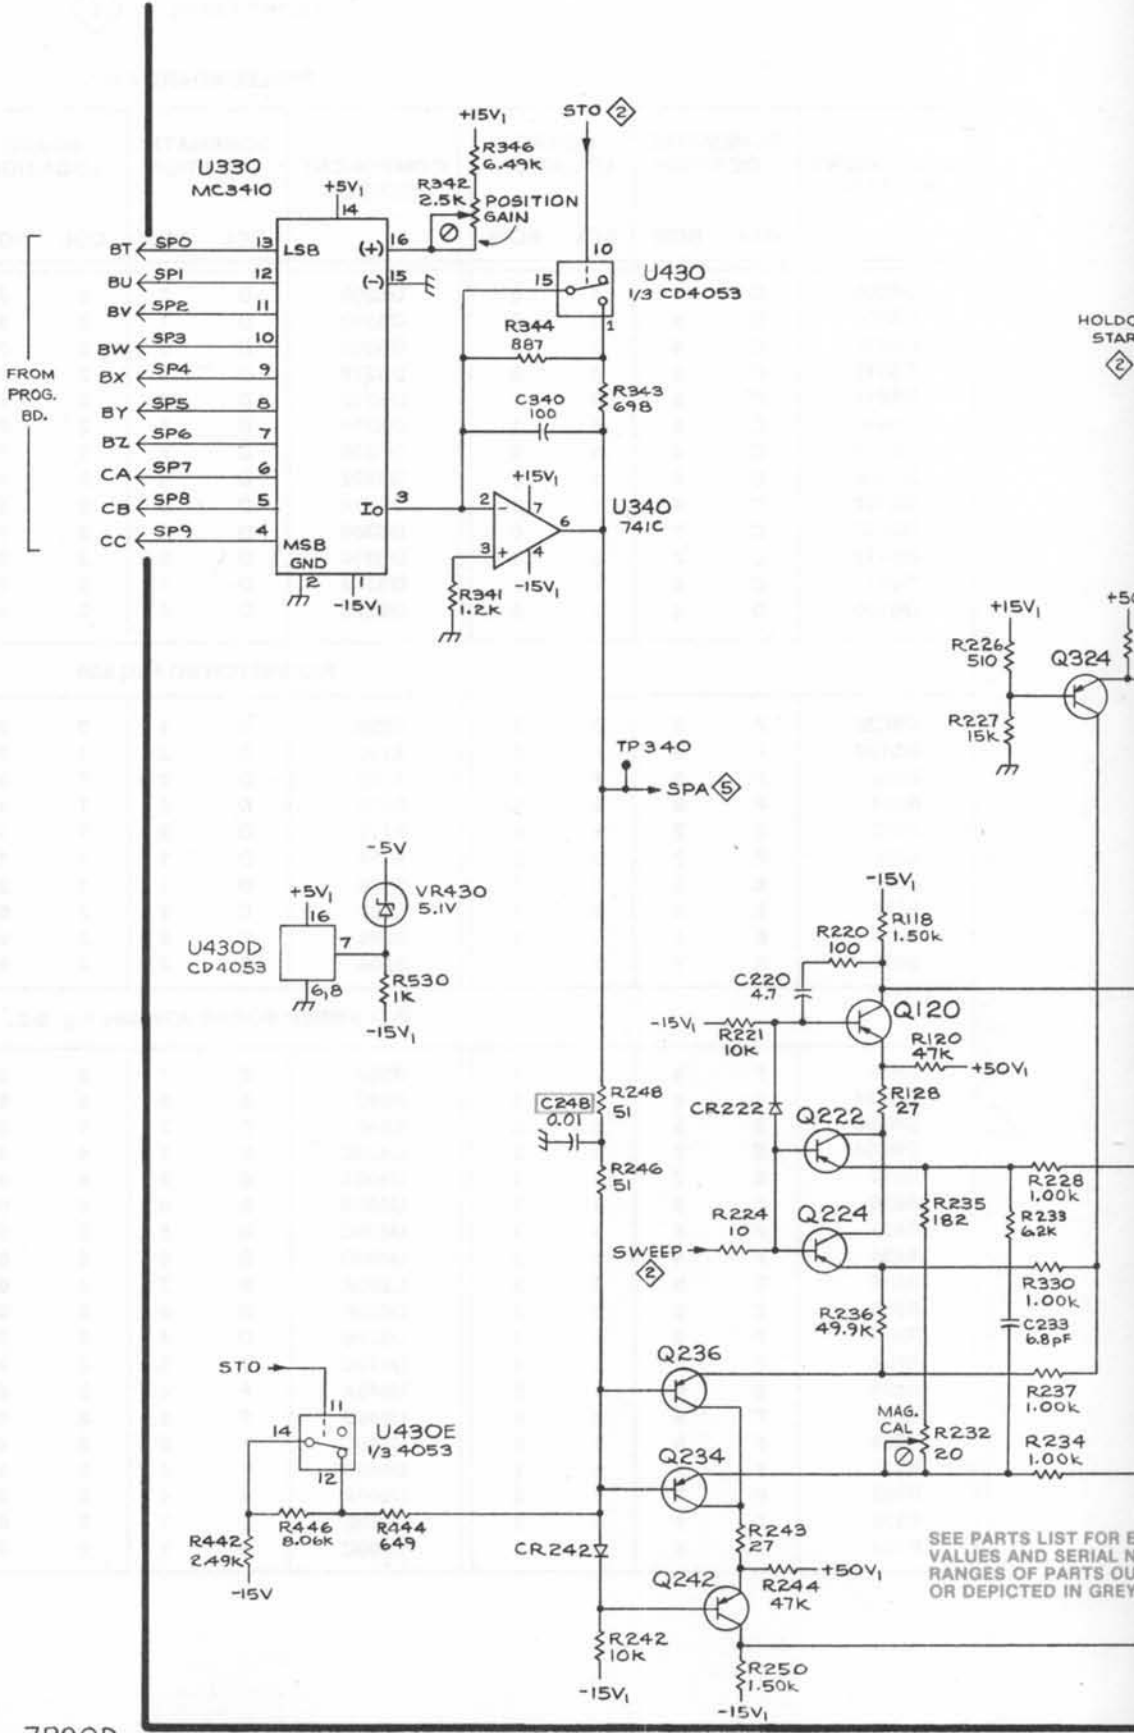 +15V1
STO 2
U330
MC3410
R346
6.49K
+5V1
R342
2.5K
POSITION
GAIN
14
BT SP0 13 LSB (+) 16
10
U430
1/3 CD4053
BU SP1 12 (-) 15
15
BV SP2 11
1
BW SP3 10
R344
887
HOLDO
STAR
2
FROM
PROG.
BD.
BX SP4 9
C340
100
R343
698
BY SP5 8
BZ SP6 7
CA SP7 6
+15V1
CB SP8 5 Io 3
2 - 7 6
U340
741C
CC SP9 4 MSB
GND
3 + 4
-15V1
2 1
-15V1
R341
1.2K
+15V1
+50
R226
510
Q324
R227
15K
TP340
SPA 5
-5V
VR430
5.1V
+5V1
16
U430D
CD4053
7
6,8
R530
1K
-15V1
-15V1
R118
1.50k
R220
100
C220
4.7
Q120
-15V1
R221
10K
R120
47K
+50V1
R128
27
CR222
Q222
C248
0.01
R248
51
R246
51
R228
1.00k
R235
182
R233
62K
R224
10
Q224
SWEEP
2
R330
1.00k
R236
49.9K
C233
6.8pF
STO
Q236
R237
1.00k
11
14
U430E
1/3 4053
12
MAG.
CAL
R232
20
R234
1.00k
Q234
R442
2.49K
R446
8.06K
R444
649
-15V
CR242
R243
27
+50V1
R244
47K
Q242
SEE PARTS LIST FOR E
VALUES AND SERIAL N
RANGES OF PARTS OU
OR DEPICTED IN GREY
R242
10K
-15V1
R250
1.50k
-15V1